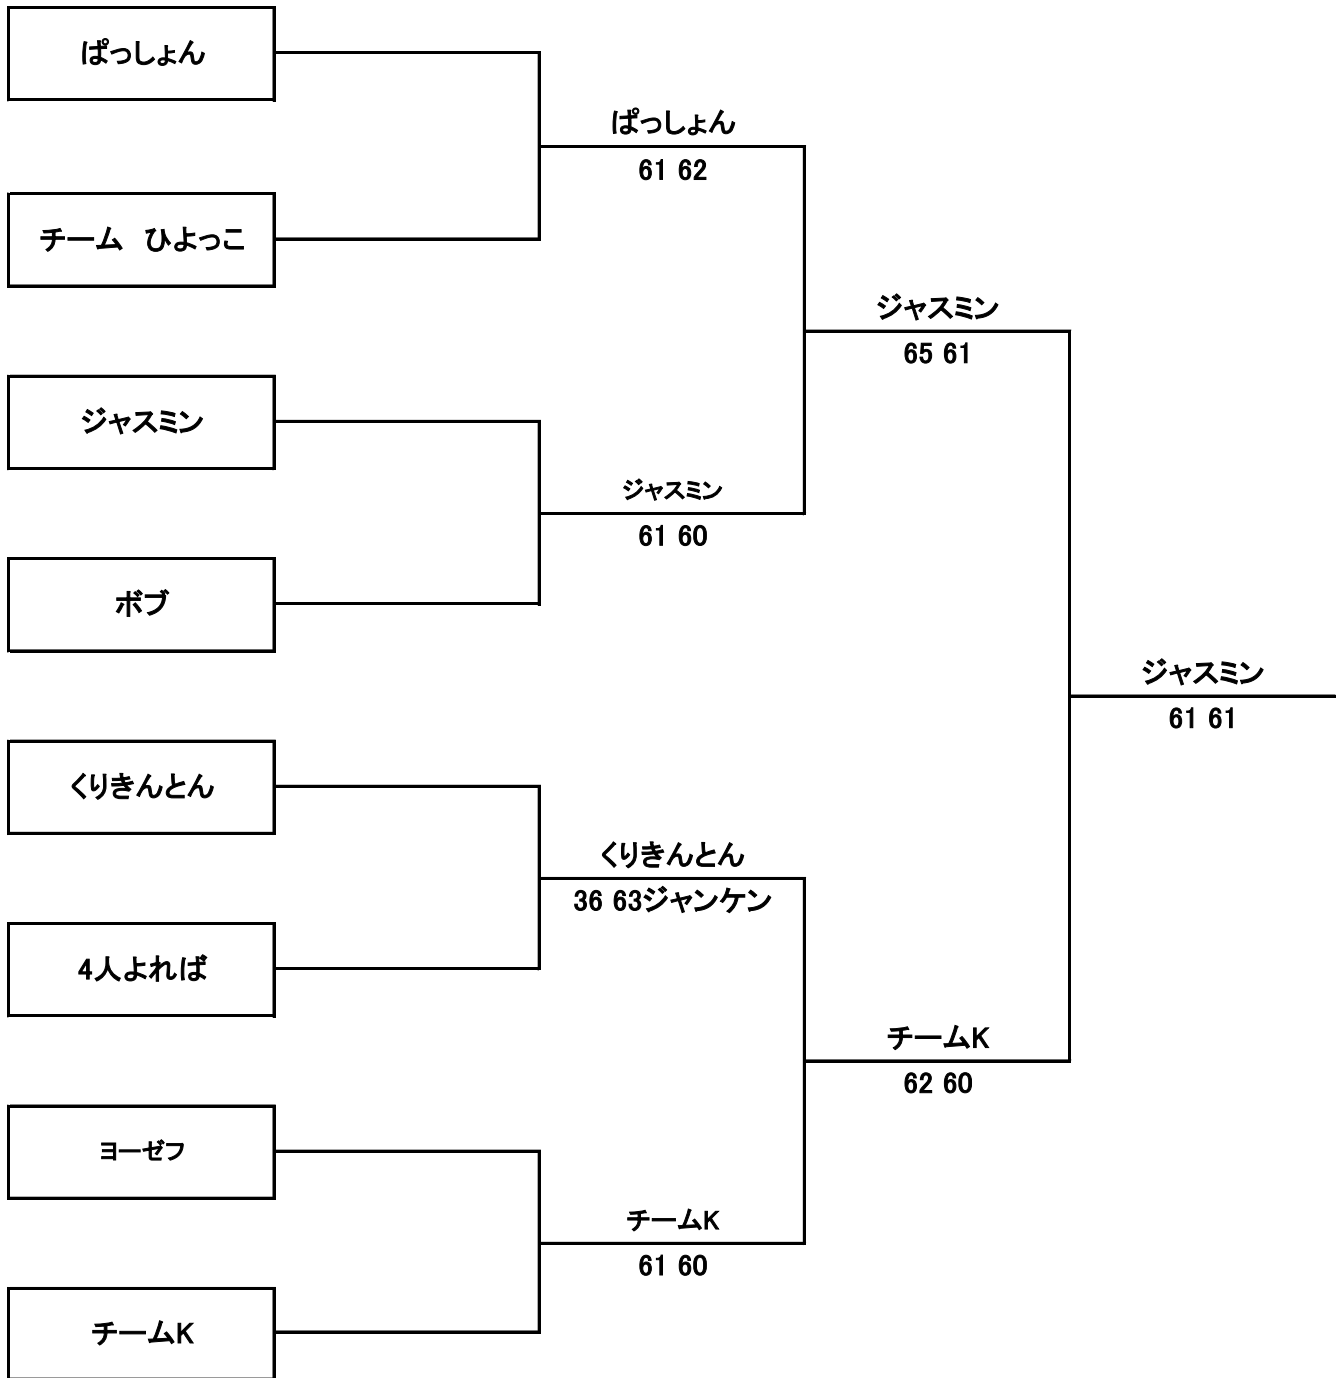 ぱっしょん
ぱっしょん
61 62
チーム　ひよっこ
ジャスミン
65 61
ジャスミン
ジャスミン
61 60
ボブ
ジャスミン
61 61
くりきんとん
くりきんとん
36 63ジャンケン
4人よれば
チームK
62 60
ヨーゼフ
チームK
61 60
チームK